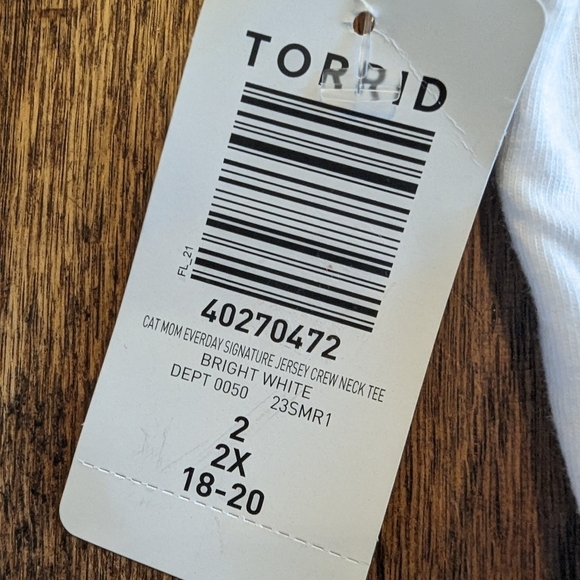 TORRID
FL_21
40270472
CAT MOM EVERDAY SIGNATURE JERSEY CREW NECK TEE
BRIGHT WHITE
DEPT 0050 23SMR1
2
2X
18-20